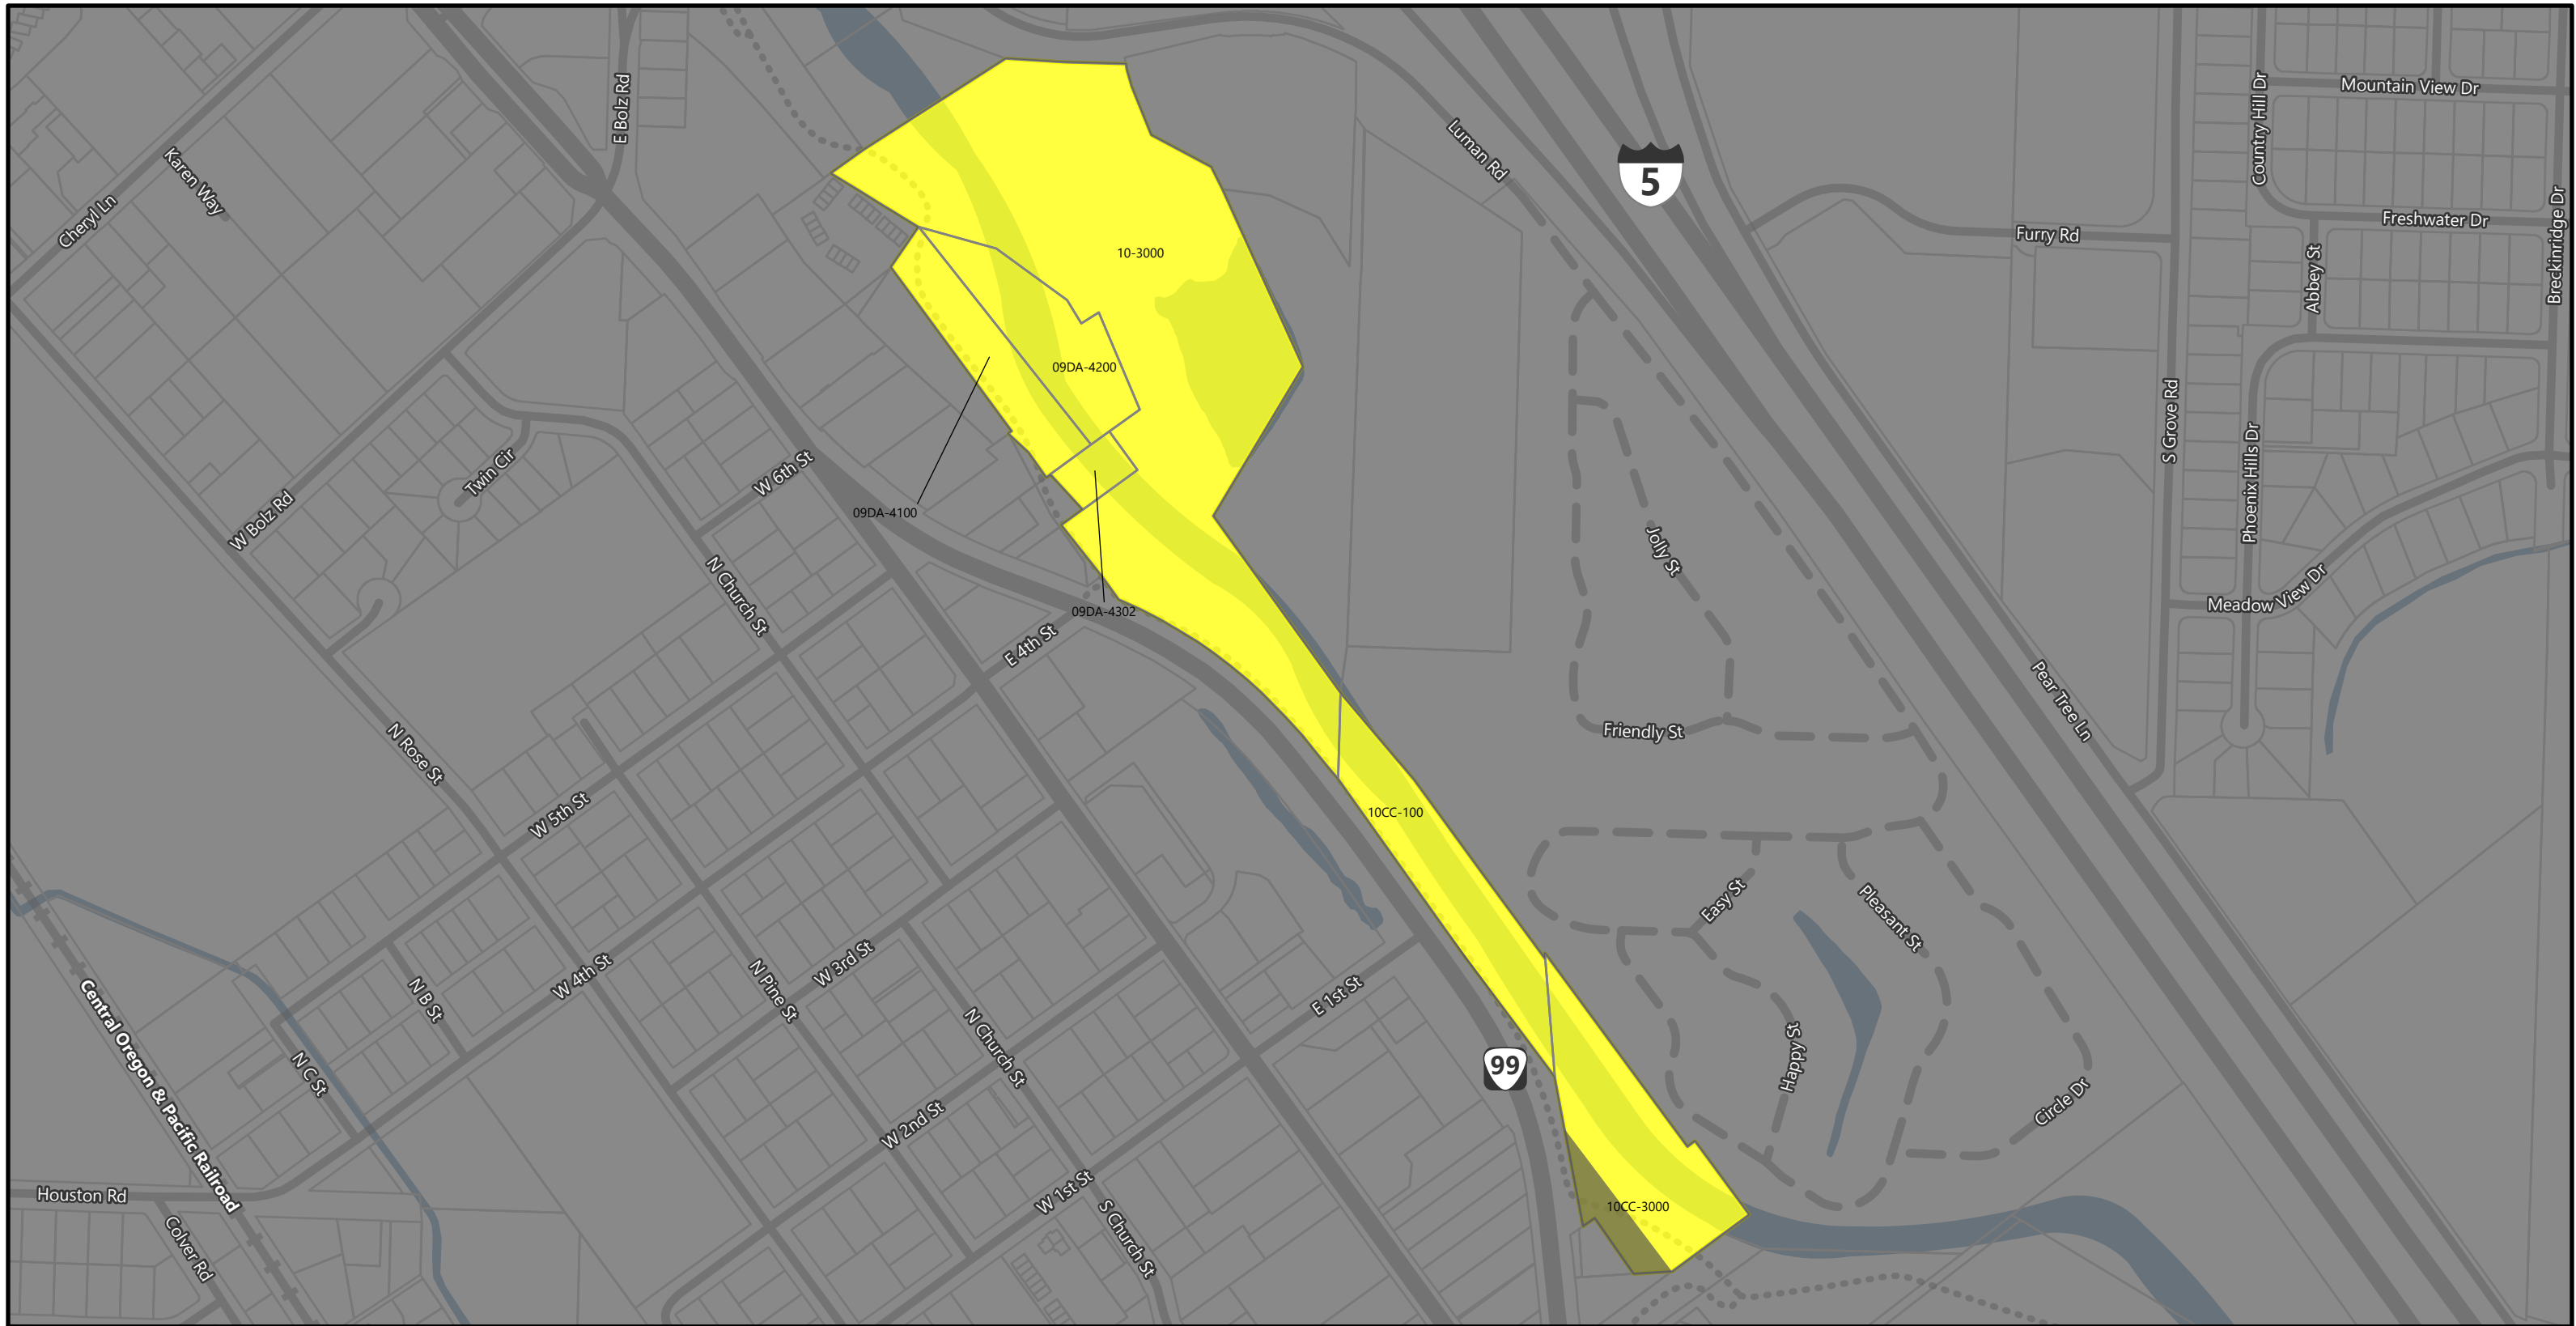 Mountain View Dr
E Bolz Rd
Country Hill Dr
Luman Rd
Karen Way
5
Cheryl Ln
Freshwater Dr
Furry Rd
Breckinridge Dr
10-3000
Abbey St
09DA-4200
S Grove Rd
Twin Cir
W 6th St
Phoenix Hills Dr
W Bolz Rd
09DA-4100
Jolly St
N Church St
09DA-4302
Meadow View Dr
E 4th St
Pear Tree Ln
Friendly St
N Rose St
W 5th St
10CC-100
Easy St
Pleasant St
W 3rd St
W 4th St
N Pine St
N B St
E 1st St
Central Oregon & Pacific Railroad
N Church St
Happy St
99
N C St
Circle Dr
W 2nd St
Houston Rd
W 1st St
10CC-3000
S Church St
Colver Rd